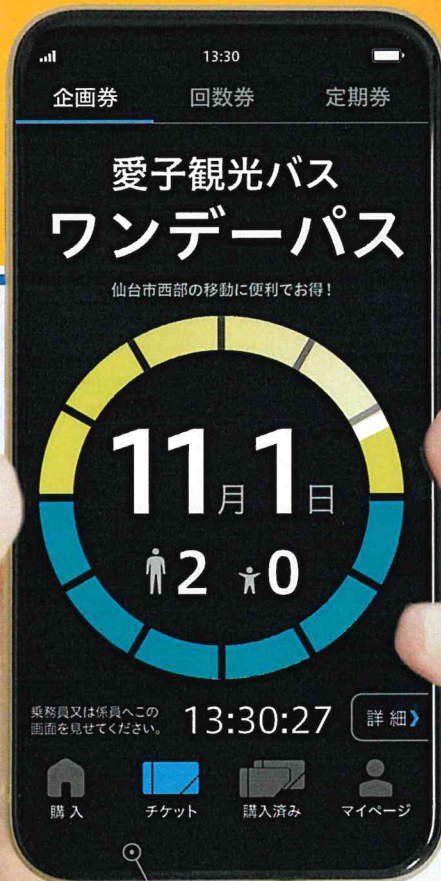 13:30
企画券 回数券 定期券
愛子観光バス
ワンデーパス
仙台市西部の移動に便利でお得！
11月1日
2 0
乗務員又は係員へこの
画面を見せてください。
13:30:27
詳細
購入 チケット 購入済み マイページ